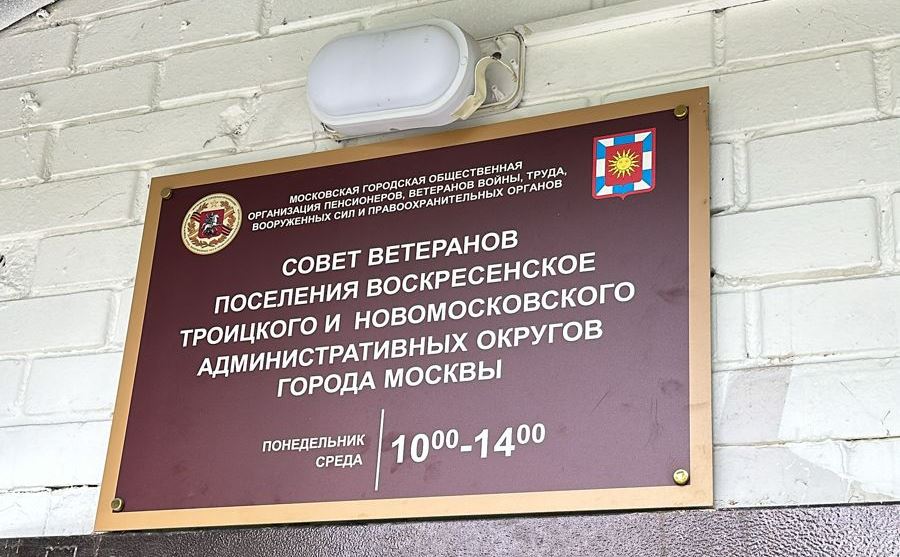 МОСКОВСКАЯ ГОРОДСКАЯ ОБЩЕСТВЕННАЯ
ОРГАНИЗАЦИЯ ПЕНСИОНЕРОВ, ВЕТЕРАНОВ ВОЙНЫ, ТРУДА,
ВООРУЖЕННЫХ СИЛ И ПРАВООХРАНИТЕЛЬНЫХ ОРГАНОВ
СОВЕТ ВЕТЕРАНОВ
ПОСЕЛЕНИЯ ВОСКРЕСЕНСКОЕ
ТРОИЦКОГО И НОВОМОСКОВСКОГО
АДМИНИСТРАТИВНЫХ ОКРУГОВ
ГОРОДА МОСКВЫ
ПОНЕДЕЛЬНИК
СРЕДА
10⁰⁰-14⁰⁰